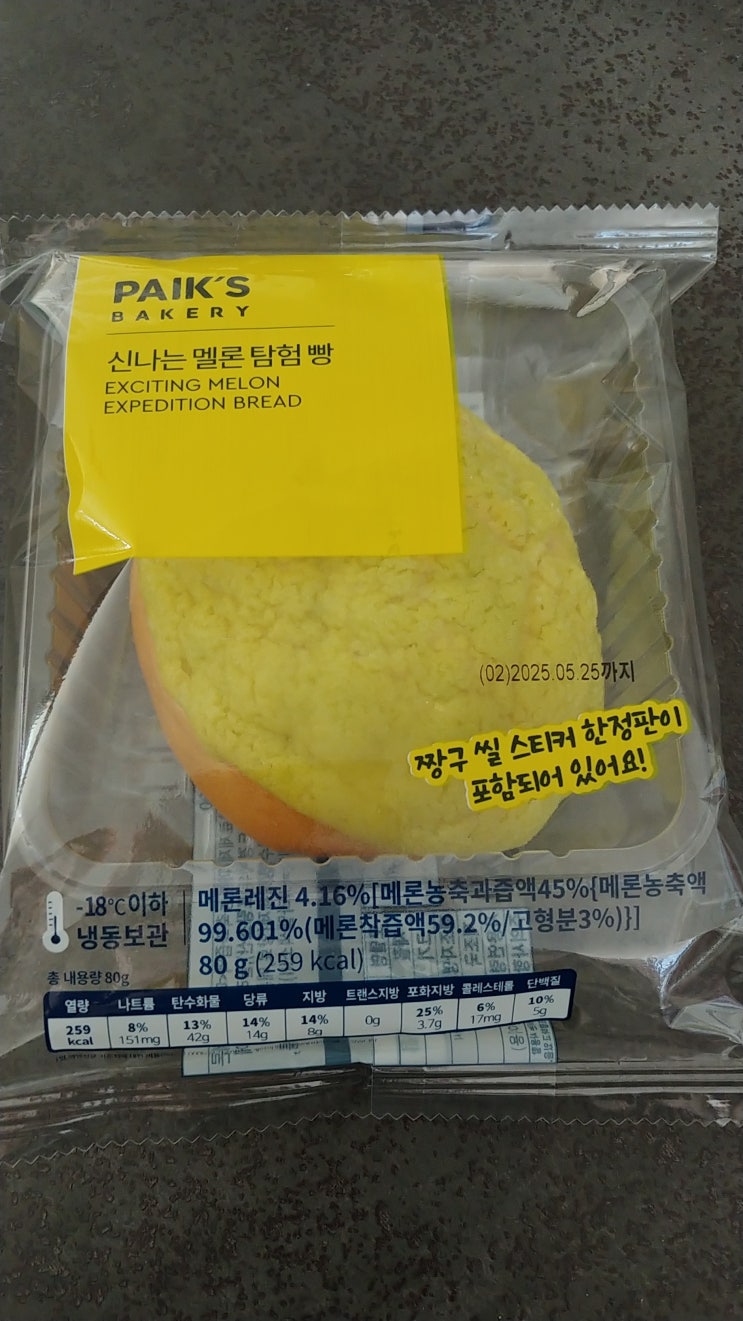 PAIK'S
BAKERY
신나는 멜론 탐험 빵
EXCITING MELON
EXPEDITION BREAD
(02)2025.05.25까지
짱구 씰 스티커 한정판이
포함되어 있어요!
-18℃이하
냉동보관
메론레진 4.16%[메론농축과즙액45%{메론농축액
99.601%(메론착즙액59.2%/고형분3%)}]
80 g (259 kcal)
총 내용량 80g
열량 나트륨 탄수화물 당류 지방 트랜스지방 포화지방 콜레스테롤 단백질
259 8% 13% 14% 14% 0g 25% 6% 10%
kcal 151mg 42g 14g 8g 3.7g 17mg 5g